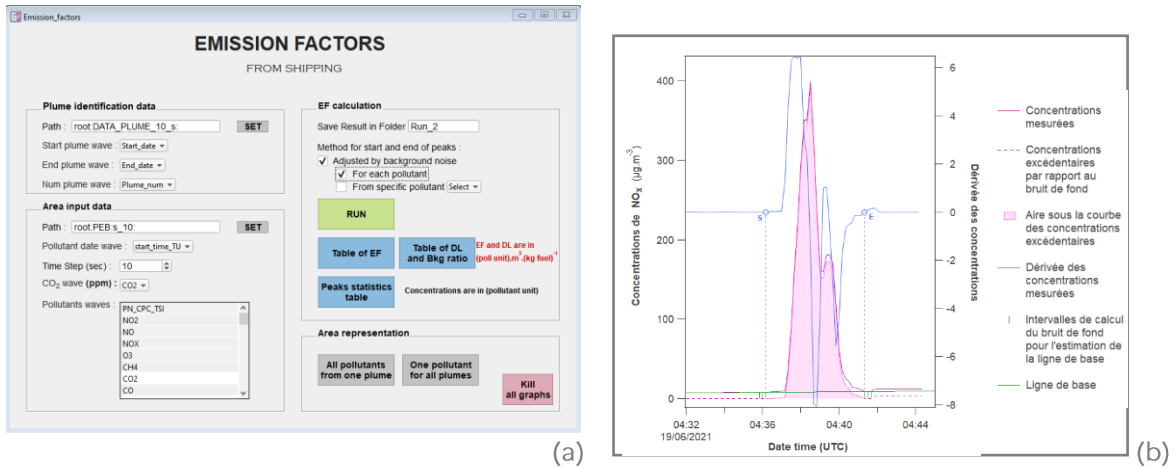 Emission_factors
EMISSION FACTORS
FROM SHIPPING
Plume identification data
Path : root:DATA_PLUME_10_s: SET
Start plume wave : Start_date
End plume wave : End_date
Num plume wave : Plume_num
Area input data
Path : root:PEB:s_10: SET
Pollutant date wave : start_time_TU
Time Step (sec) : 10
CO2 wave (ppm) : CO2
Pollutants waves :
PN_CPC_TSI
NO2
NO
NOX
O3
CH4
CO2
CO
EF calculation
Save Result in Folder Run_2
Method for start and end of peaks :
Adjusted by background noise
For each pollutant
From specific pollutant Select
RUN
Table of EF
Table of DL
and Bkg ratio
EF and DL are in
(poll unit).m³.(kg fuel)⁻¹
Peaks statistics
table
Concentrations are in (pollutant unit)
Area representation
All pollutants
from one plume
One pollutant
for all plumes
Kill
all graphs
(a)
Concentrations de NOX (µg.m⁻³)
400
300
200
100
0
6
4
2
0
-2
-4
-6
-8
Dérivée des concentrations
S
E
04:32
19/06/2021
04:36
04:40
04:44
Date time (UTC)
Concentrations
mesurées
Concentrations
excédentaires
par rapport au
bruit de fond
Aire sous la courbe
des concentrations
excédentaires
Dérivée des
concentrations
mesurées
Intervalles de calcul
du bruit de fond
pour l'estimation de
la ligne de base
Ligne de base
(b)